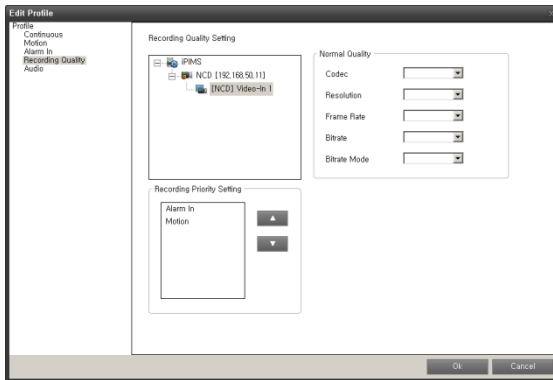 Edit Profile
Profile
Continuous
Motion
Alarm In
Recording Quality
Audio
Recording Quality Setting
iPIMS
NCD [192,168,50,11]
[NCD] Video-In 1
Normal Quality
Codec
Resolution
Frame Rate
Bitrate
Bitrate Mode
Recording Priority Setting
Alarm In
Motion
Ok
Cancel